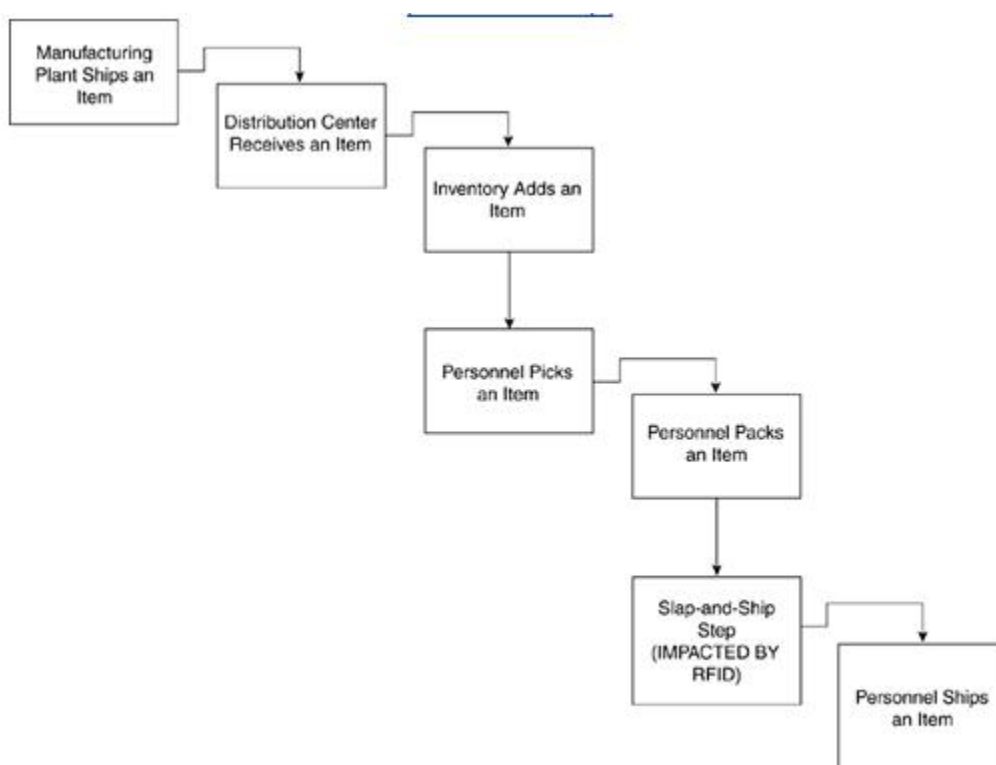 Manufacturing
Plant Ships an
Item
Distribution Center
Receives an Item
Inventory Adds an
Item
Personnel Picks
an Item
Personnel Packs
an Item
Slap-and-Ship
Step
(IMPACTED BY
RFID)
Personnel Ships
an Item